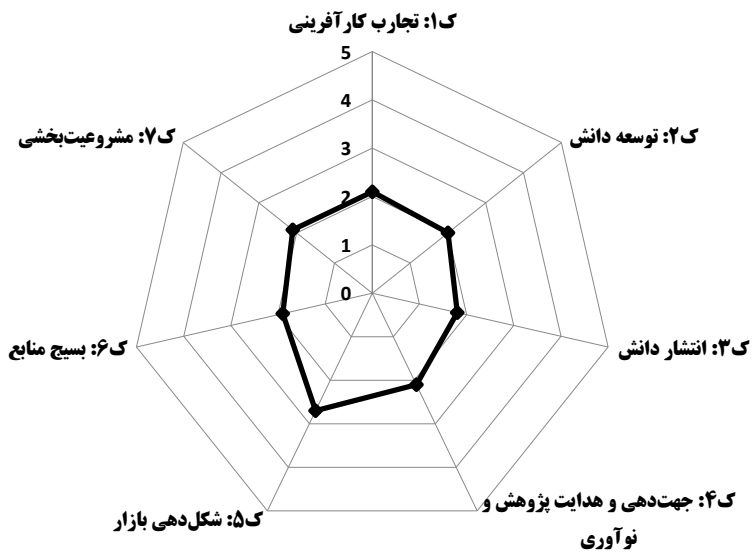 ک۱: تجارب کارآفرینی
5
4
3
2
1
0
ک۲: توسعه دانش
ک۳: انتشار دانش
ک۴: جهت‌دهی و هدایت پژوهش و
نوآوری
ک۵: شکل‌دهی بازار
ک۶: بسیج منابع
ک۷: مشروعیت‌بخشی